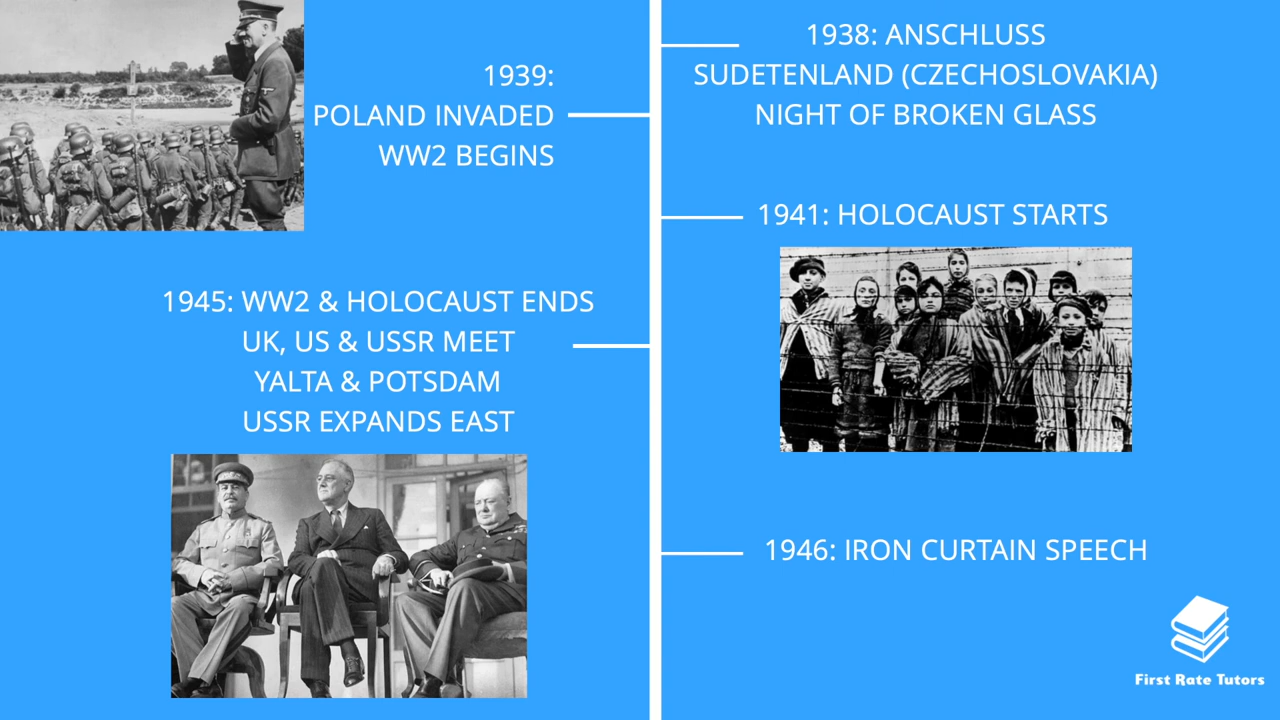 1938: ANSCHLUSS
SUDETENLAND (CZECHOSLOVAKIA)
NIGHT OF BROKEN GLASS
1939:
POLAND INVADED
WW2 BEGINS
1941: HOLOCAUST STARTS
1945: WW2 & HOLOCAUST ENDS
UK, US & USSR MEET
YALTA & POTSDAM
USSR EXPANDS EAST
1946: IRON CURTAIN SPEECH
First Rate Tutors